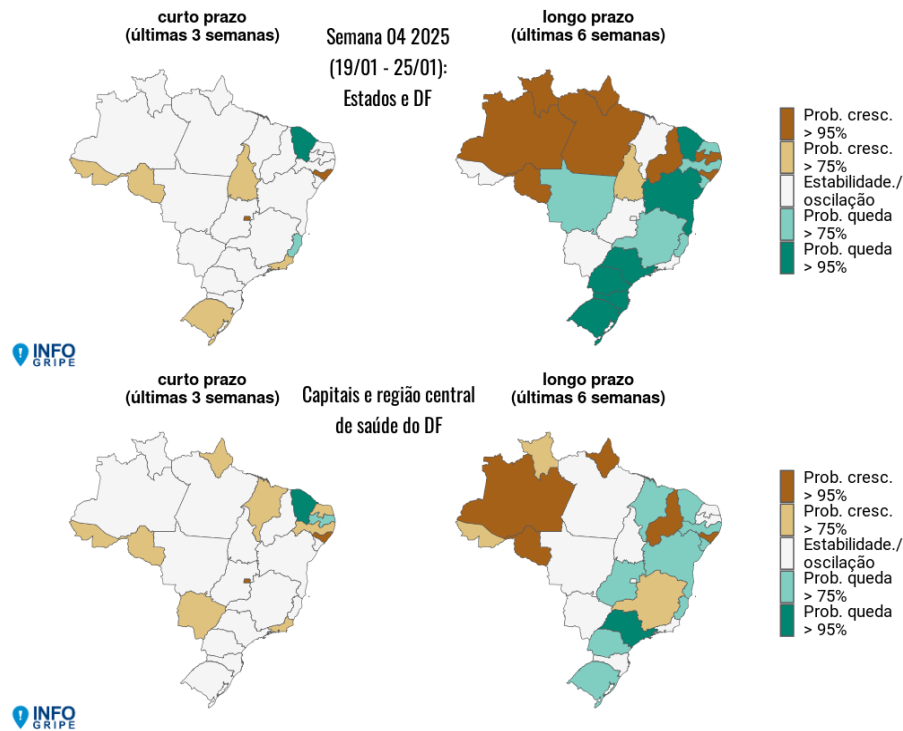 curto prazo
(últimas 3 semanas)
Semana 04 2025
(19/01 - 25/01):
Estados e DF
longo prazo
(últimas 6 semanas)
Prob. cresc.
> 95%
Prob. cresc.
> 75%
Estabilidade./
oscilação
Prob. queda
> 75%
Prob. queda
> 95%
INFO
GRIPE
curto prazo
(últimas 3 semanas)
Capitais e região central
de saúde do DF
longo prazo
(últimas 6 semanas)
Prob. cresc.
> 95%
Prob. cresc.
> 75%
Estabilidade./
oscilação
Prob. queda
> 75%
Prob. queda
> 95%
INFO
GRIPE